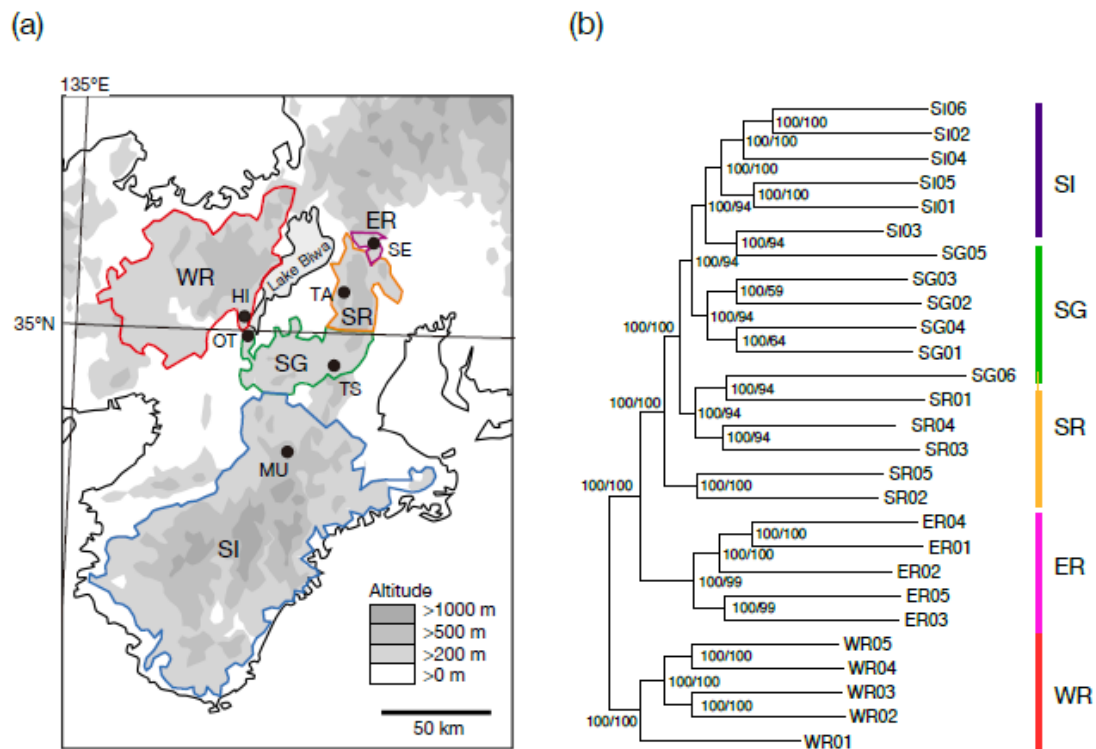 (a)
135°E
ER
SE
WR
Lake Biwa
HI
TA
SR
35°N
OT
SG
TS
MU
SI
Altitude
>1000 m
>500 m
>200 m
>0 m
50 km
(b)
SI06
100/100
SI02
100/100
SI04
SI05
100/100
SI01
100/94
SI03
100/94
SG05
100/94
SG03
100/59
SG02
100/94
SG04
100/64
SG01
100/100
SG06
100/94
SR01
100/94
SR04
100/94
SR03
100/100
SR05
100/100
SR02
100/100
ER04
100/100
ER01
100/100
ER02
100/99
ER05
100/99
ER03
WR05
100/100
WR04
100/100
WR03
100/100
WR02
100/100
WR01
SI
SG
SR
ER
WR